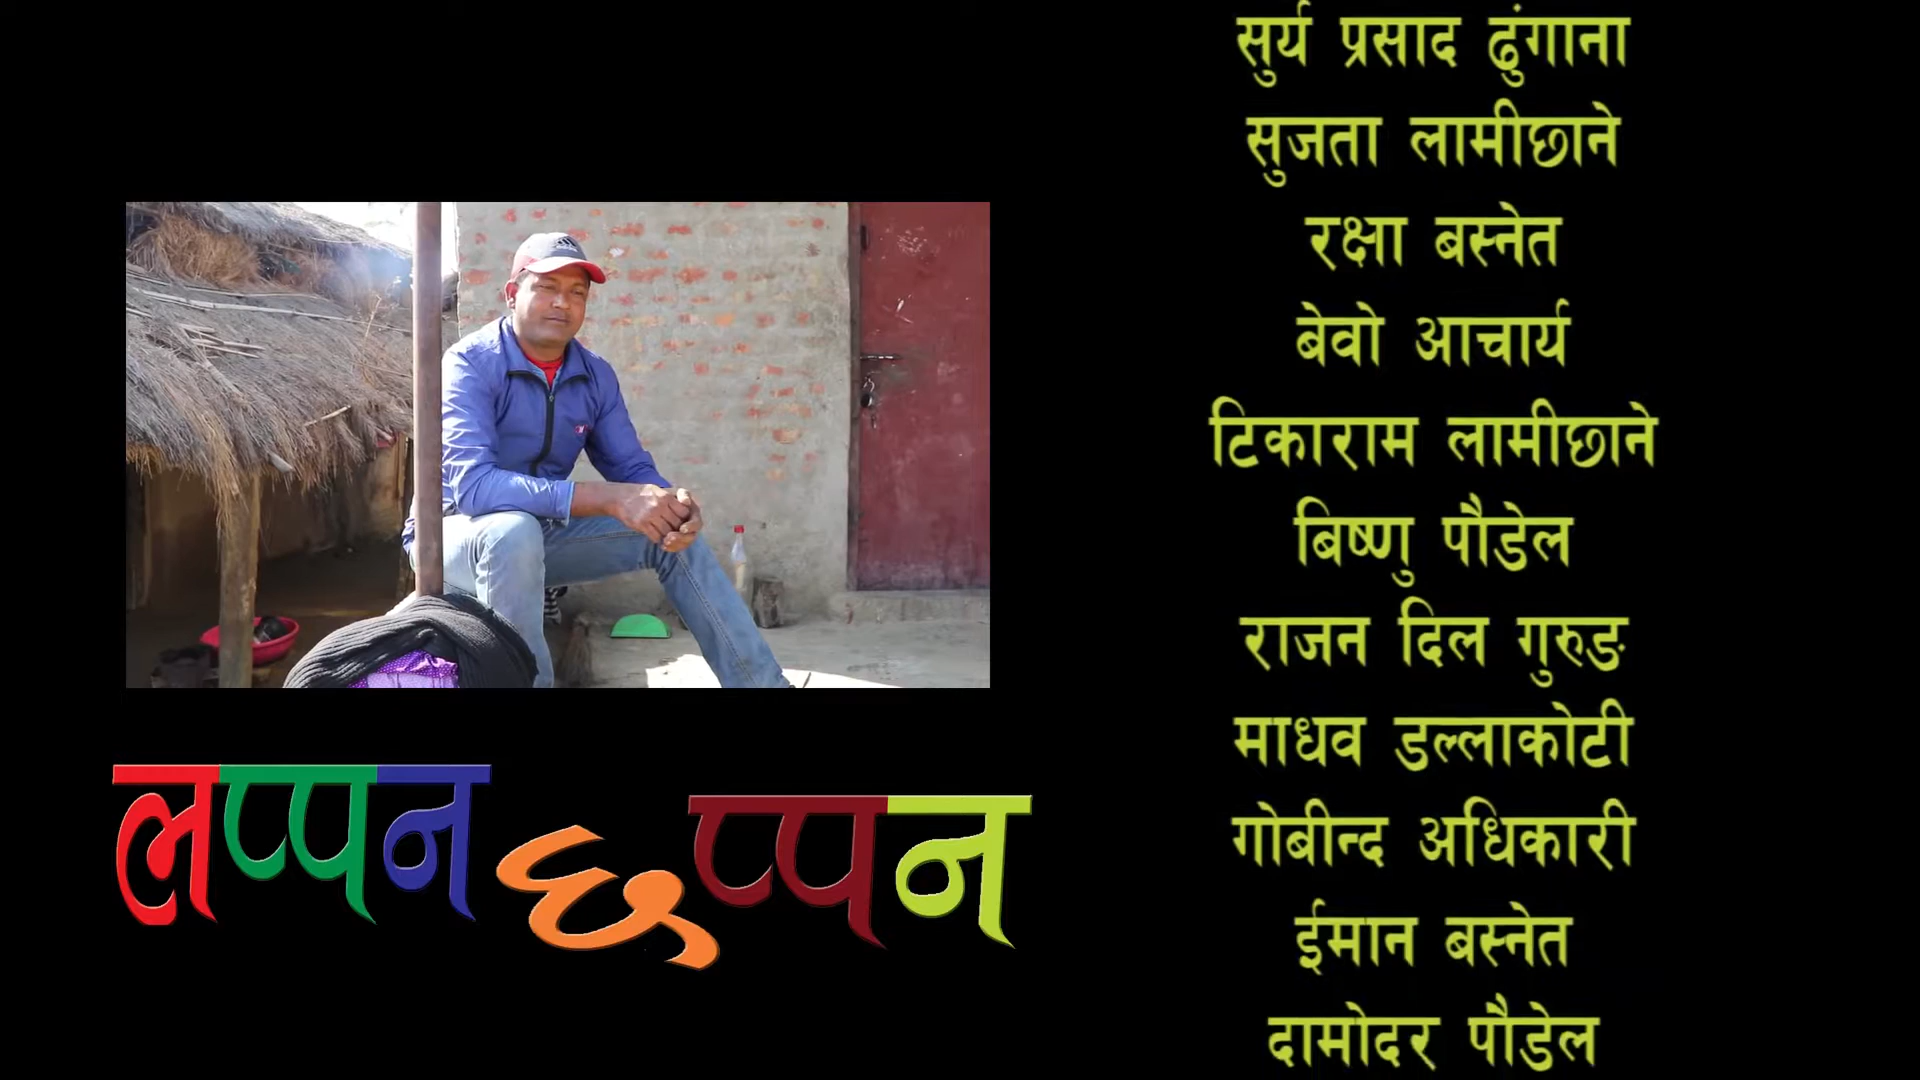 सुर्य प्रसाद ढुंगाना
सुजता लामीछाने
रक्षा बस्नेत
बेवो आचार्य
टिकाराम लामीछाने
बिष्णु पौडेल
राजन दिल गुरुङ
माधव डल्लाकोटी
गोबीन्द अधिकारी
ईमान बस्नेत
दामोदर पौडेल
लप्पन छप्पन